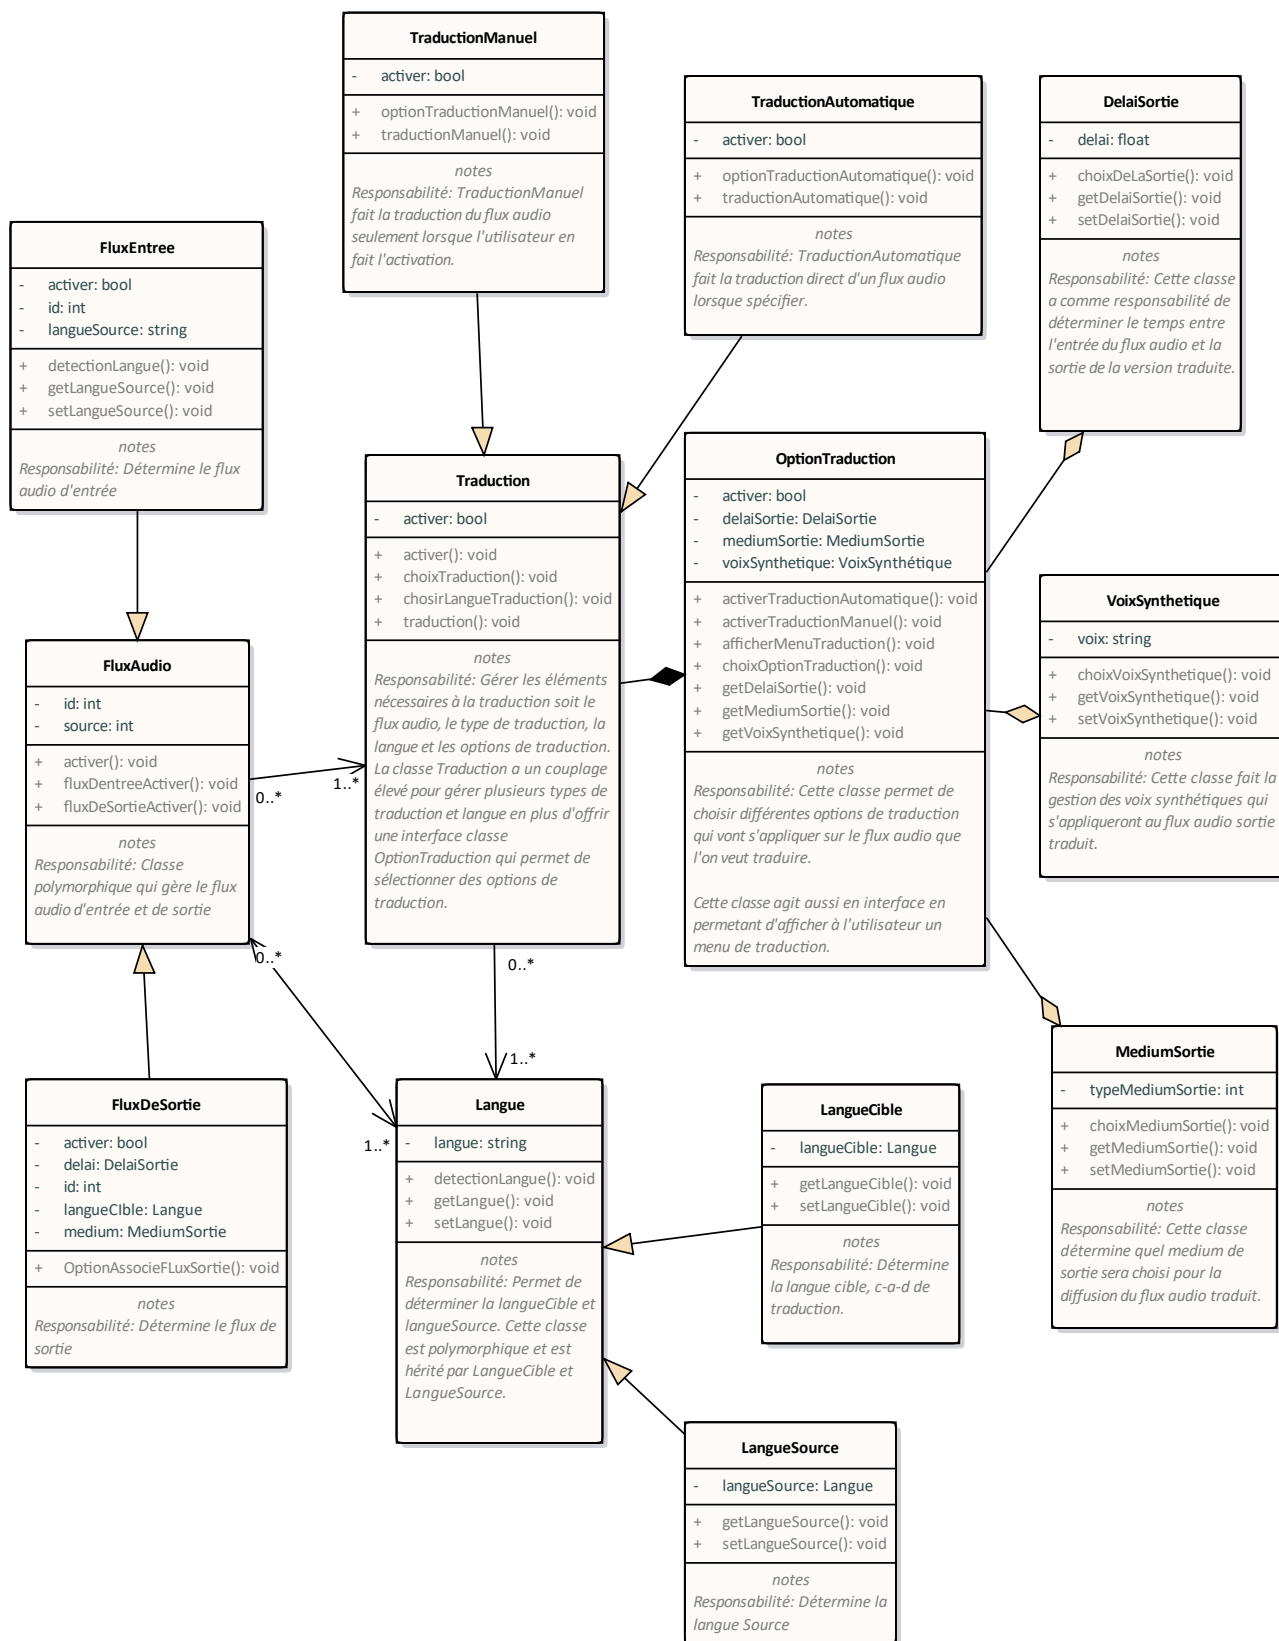 TraductionManuel
- activer: bool
+ optionTraductionManuel(): void
+ traductionManuel(): void
notes
Responsabilité: TraductionManuel
fait la traduction du flux audio
seulement lorsque l'utilisateur en
fait l'activation.
TraductionAutomatique
- activer: bool
+ optionTraductionAutomatique(): void
+ traductionAutomatique(): void
notes
Responsabilité: TraductionAutomatique
fait la traduction direct d'un flux audio
lorsque spécifier.
DelaiSortie
- delai: float
+ choixDeLaSortie(): void
+ getDelaiSortie(): void
+ setDelaiSortie(): void
notes
Responsabilité: Cette classe
a comme responsabilité de
déterminer le temps entre
l'entrée du flux audio et la
sortie de la version traduite.
FluxEntree
- activer: bool
- id: int
- langueSource: string
+ detectionLangue(): void
+ getLangueSource(): void
+ setLangueSource(): void
notes
Responsabilité: Détermine le flux
audio d'entrée
Traduction
- activer: bool
+ activer(): void
+ choixTraduction(): void
+ chosirLangueTraduction(): void
+ traduction(): void
notes
Responsabilité: Gérer les éléments
nécessaires à la traduction soit le
flux audio, le type de traduction, la
langue et les options de traduction.
La classe Traduction a un couplage
élevé pour gérer plusieurs types de
traduction et langue en plus d'offrir
une interface classe
OptionTraduction qui permet de
sélectionner des options de
traduction.
OptionTraduction
- activer: bool
- delaiSortie: DelaiSortie
- mediumSortie: MediumSortie
- voixSynthetique: VoixSynthétique
+ activerTraductionAutomatique(): void
+ activerTraductionManuel(): void
+ afficherMenuTraduction(): void
+ choixOptionTraduction(): void
+ getDelaiSortie(): void
+ getMediumSortie(): void
+ getVoixSynthetique(): void
notes
Responsabilité: Cette classe permet de
choisir différentes options de traduction
qui vont s'appliquer sur le flux audio que
l'on veut traduire.
Cette classe agit aussi en interface en
permetant d'afficher à l'utilisateur un
menu de traduction.
VoixSynthetique
- voix: string
+ choixVoixSynthetique(): void
+ getVoixSynthetique(): void
+ setVoixSynthetique(): void
notes
Responsabilité: Cette classe fait la
gestion des voix synthétiques qui
s'appliqueront au flux audio sortie
traduit.
FluxAudio
- id: int
- source: int
+ activer(): void
+ fluxDentreeActiver(): void
+ fluxDeSortieActiver(): void
notes
Responsabilité: Classe
polymorphique qui gère le flux
audio d'entrée et de sortie
0..*
1..*
0..*
1..*
0..*
1..*
MediumSortie
- typeMediumSortie: int
+ choixMediumSortie(): void
+ getMediumSortie(): void
+ setMediumSortie(): void
notes
Responsabilité: Cette classe
détermine quel medium de
sortie sera choisi pour la
diffusion du flux audio traduit.
FluxDeSortie
- activer: bool
- delai: DelaiSortie
- id: int
- langueCIble: Langue
- medium: MediumSortie
+ OptionAssocieFLuxSortie(): void
notes
Responsabilité: Détermine le flux de
sortie
Langue
- langue: string
+ detectionLangue(): void
+ getLangue(): void
+ setLangue(): void
notes
Responsabilité: Permet de
déterminer la langueCible et
langueSource. Cette classe
est polymorphique et est
hérité par LangueCible et
LangueSource.
LangueCible
- langueCible: Langue
+ getLangueCible(): void
+ setLangueCible(): void
notes
Responsabilité: Détermine
la langue cible, c-a-d de
traduction.
LangueSource
- langueSource: Langue
+ getLangueSource(): void
+ setLangueSource(): void
notes
Responsabilité: Détermine la
langue Source